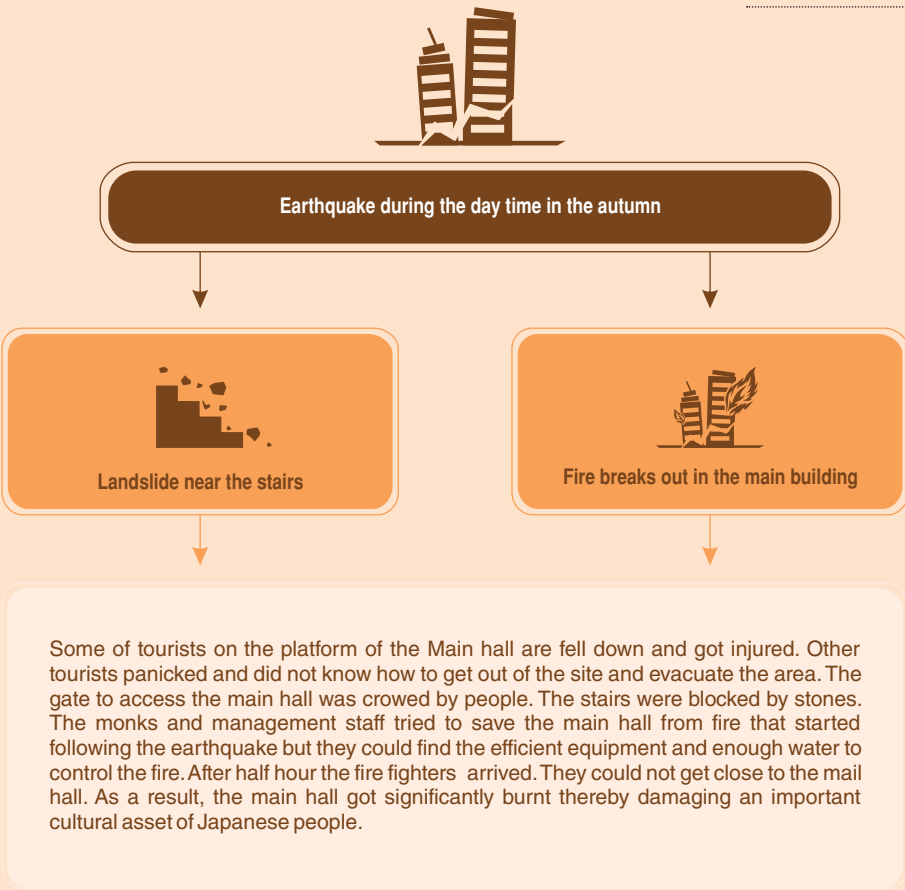 Earthquake during the day time in the autumn
Landslide near the stairs
Fire breaks out in the main building
Some of tourists on the platform of the Main hall are fell down and got injured. Other
tourists panicked and did not know how to get out of the site and evacuate the area. The
gate to access the main hall was crowed by people. The stairs were blocked by stones.
The monks and management staff tried to save the main hall from fire that started
following the earthquake but they could find the efficient equipment and enough water to
control the fire. After half hour the fire fighters arrived. They could not get close to the mail
hall. As a result, the main hall got significantly burnt thereby damaging an important
cultural asset of Japanese people.